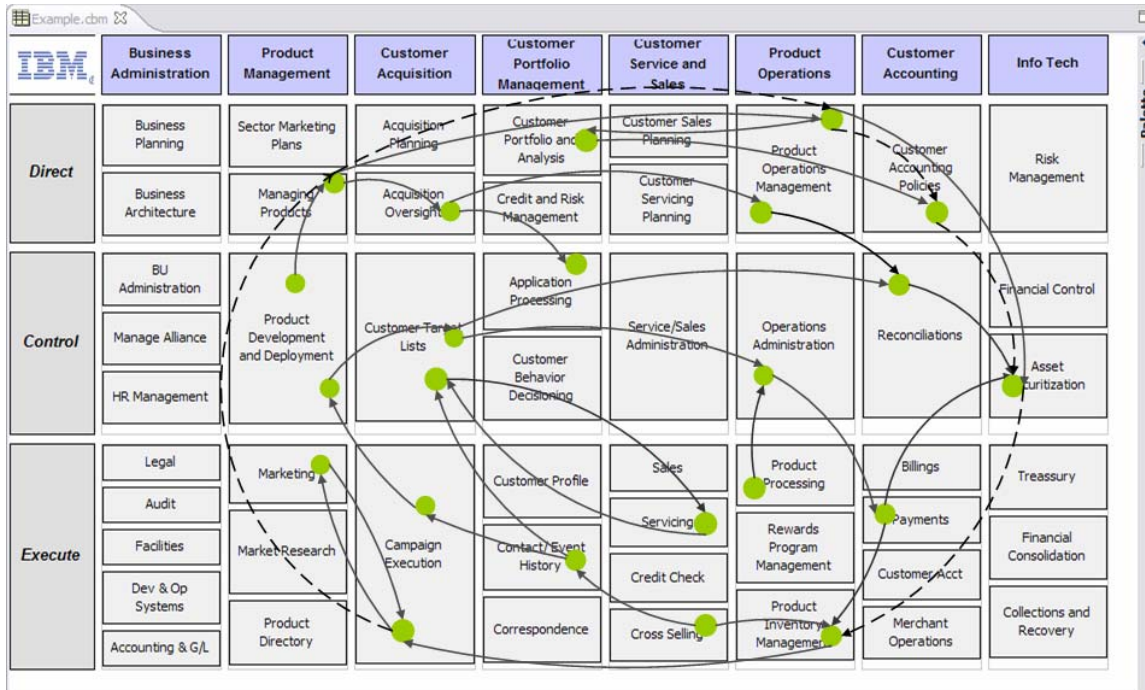 Example.cbm
IBM
Business
Administration
Product
Management
Customer
Acquisition
Customer
Portfolio
Management
Customer
Service and
Sales
Product
Operations
Customer
Accounting
Info Tech
Direct
Business
Planning
Business
Architecture
Sector Marketing
Plans
Managing
Products
Acquisition
Planning
Acquisition
Oversight
Customer
Portfolio and
Analysis
Credit and Risk
Management
Customer Sales
Planning
Customer
Servicing
Planning
Product
Operations
Management
Customer
Accounting
Policies
Risk
Management
Control
BU
Administration
Manage Alliance
HR Management
Product
Development
and Deployment
Customer Target
Lists
Application
Processing
Customer
Behavior
Decisioning
Service/Sales
Administration
Operations
Administration
Reconciliations
Financial Control
Asset
Execute
Legal
Audit
Facilities
Dev & Op
Systems
Accounting & G/L
Marketing
Market Research
Product
Directory
Campaign
Execution
Customer Profile
Contact/Event
History
Correspondence
Sales
Servicing
Credit Check
Cross Selling
Product
Processing
Rewards
Program
Management
Product
Inventory
Management
Billings
Payments
Customer Acct
Merchant
Operations
Treassury
Financial
Consolidation
Collections and
Recovery